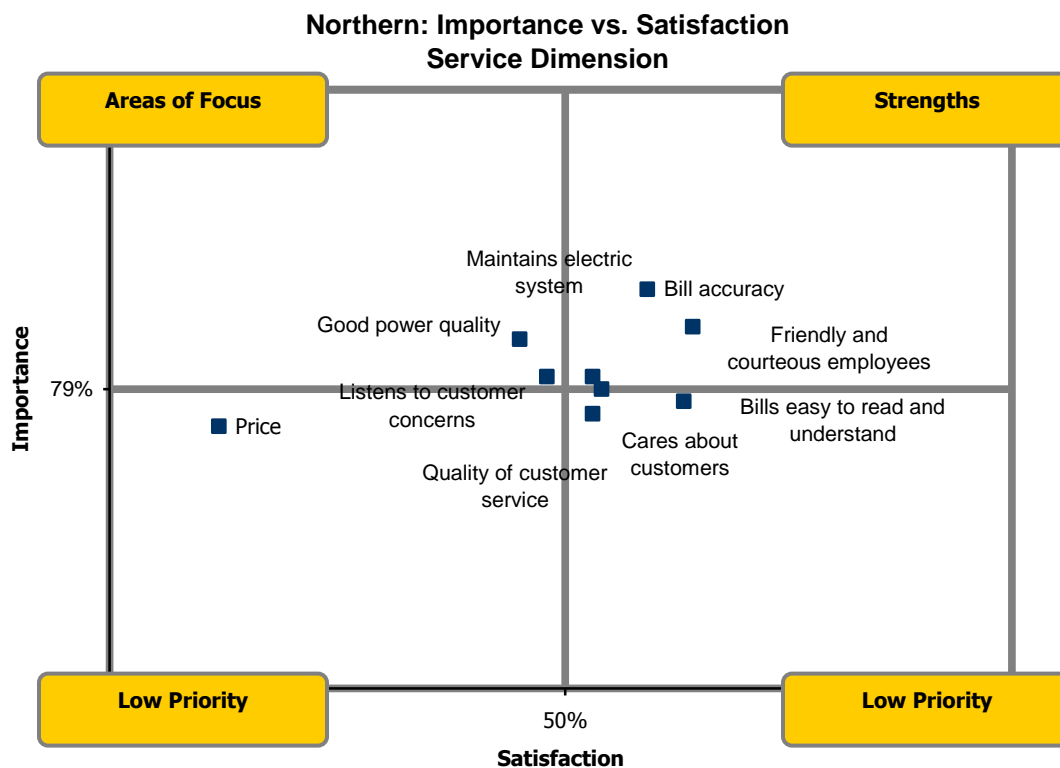 Northern: Importance vs. Satisfaction
Service Dimension
Areas of Focus
Strengths
Maintains electric
system
Bill accuracy
Good power quality
Friendly and
courteous employees
79%
Importance
Listens to customer
concerns
Bills easy to read and
understand
Price
Cares about
customers
Quality of customer
service
Low Priority
Low Priority
50%
Satisfaction